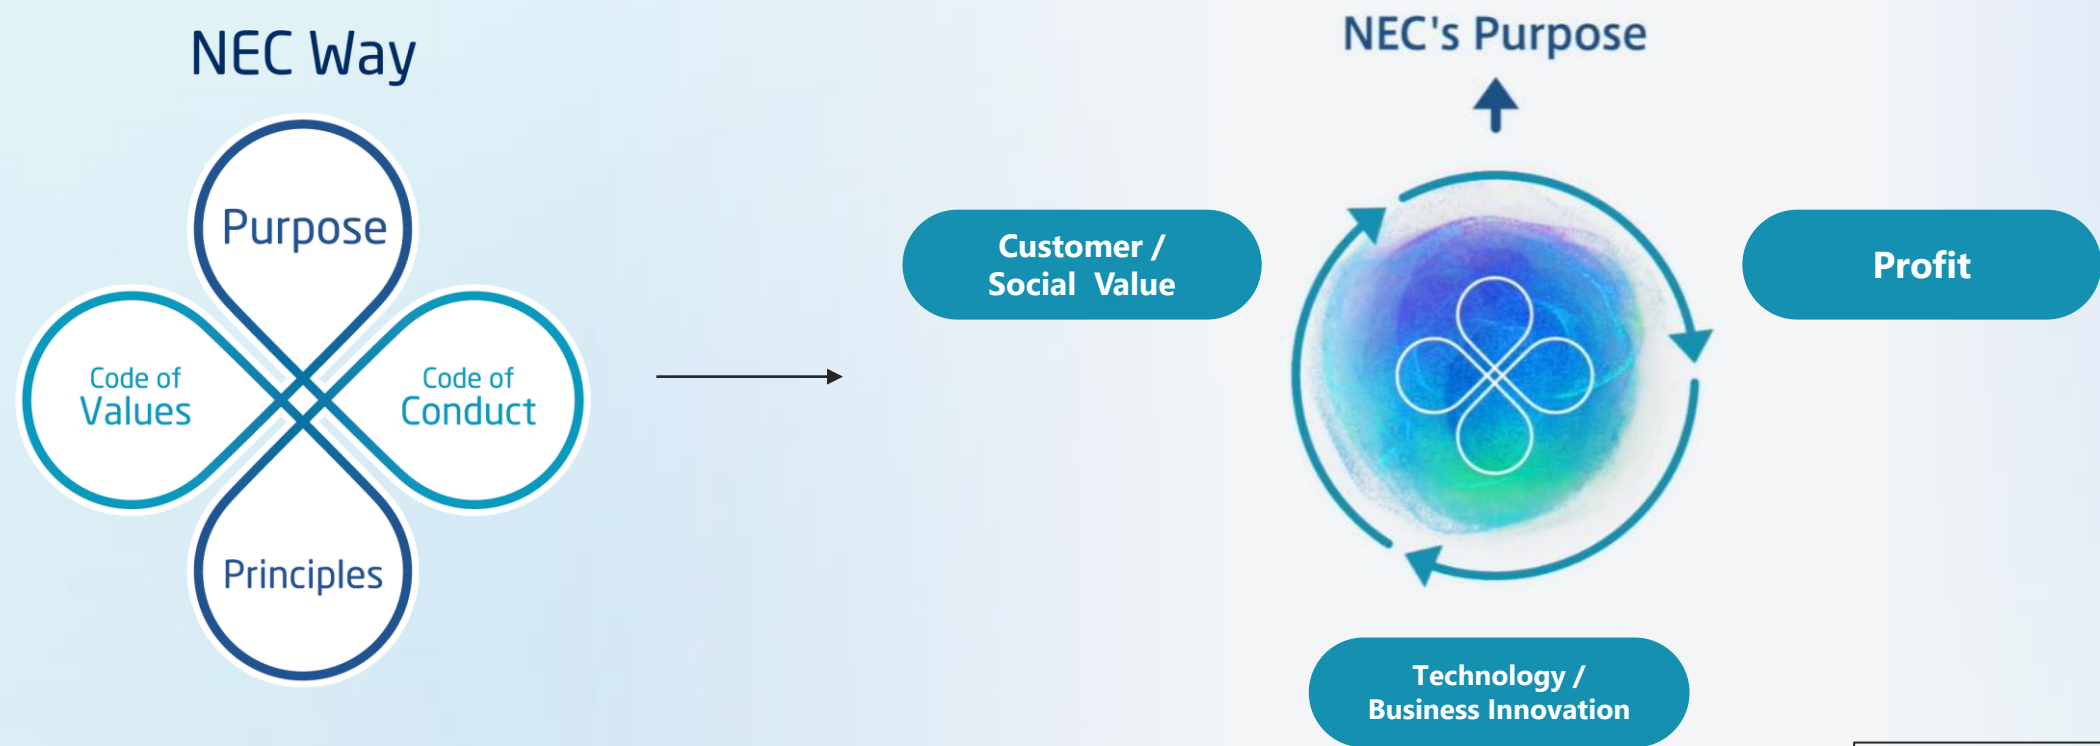 NEC Way
Purpose
Code of
Values
Code of
Conduct
Principles
NEC's Purpose
Customer /
Social Value
Profit
Technology /
Business Innovation